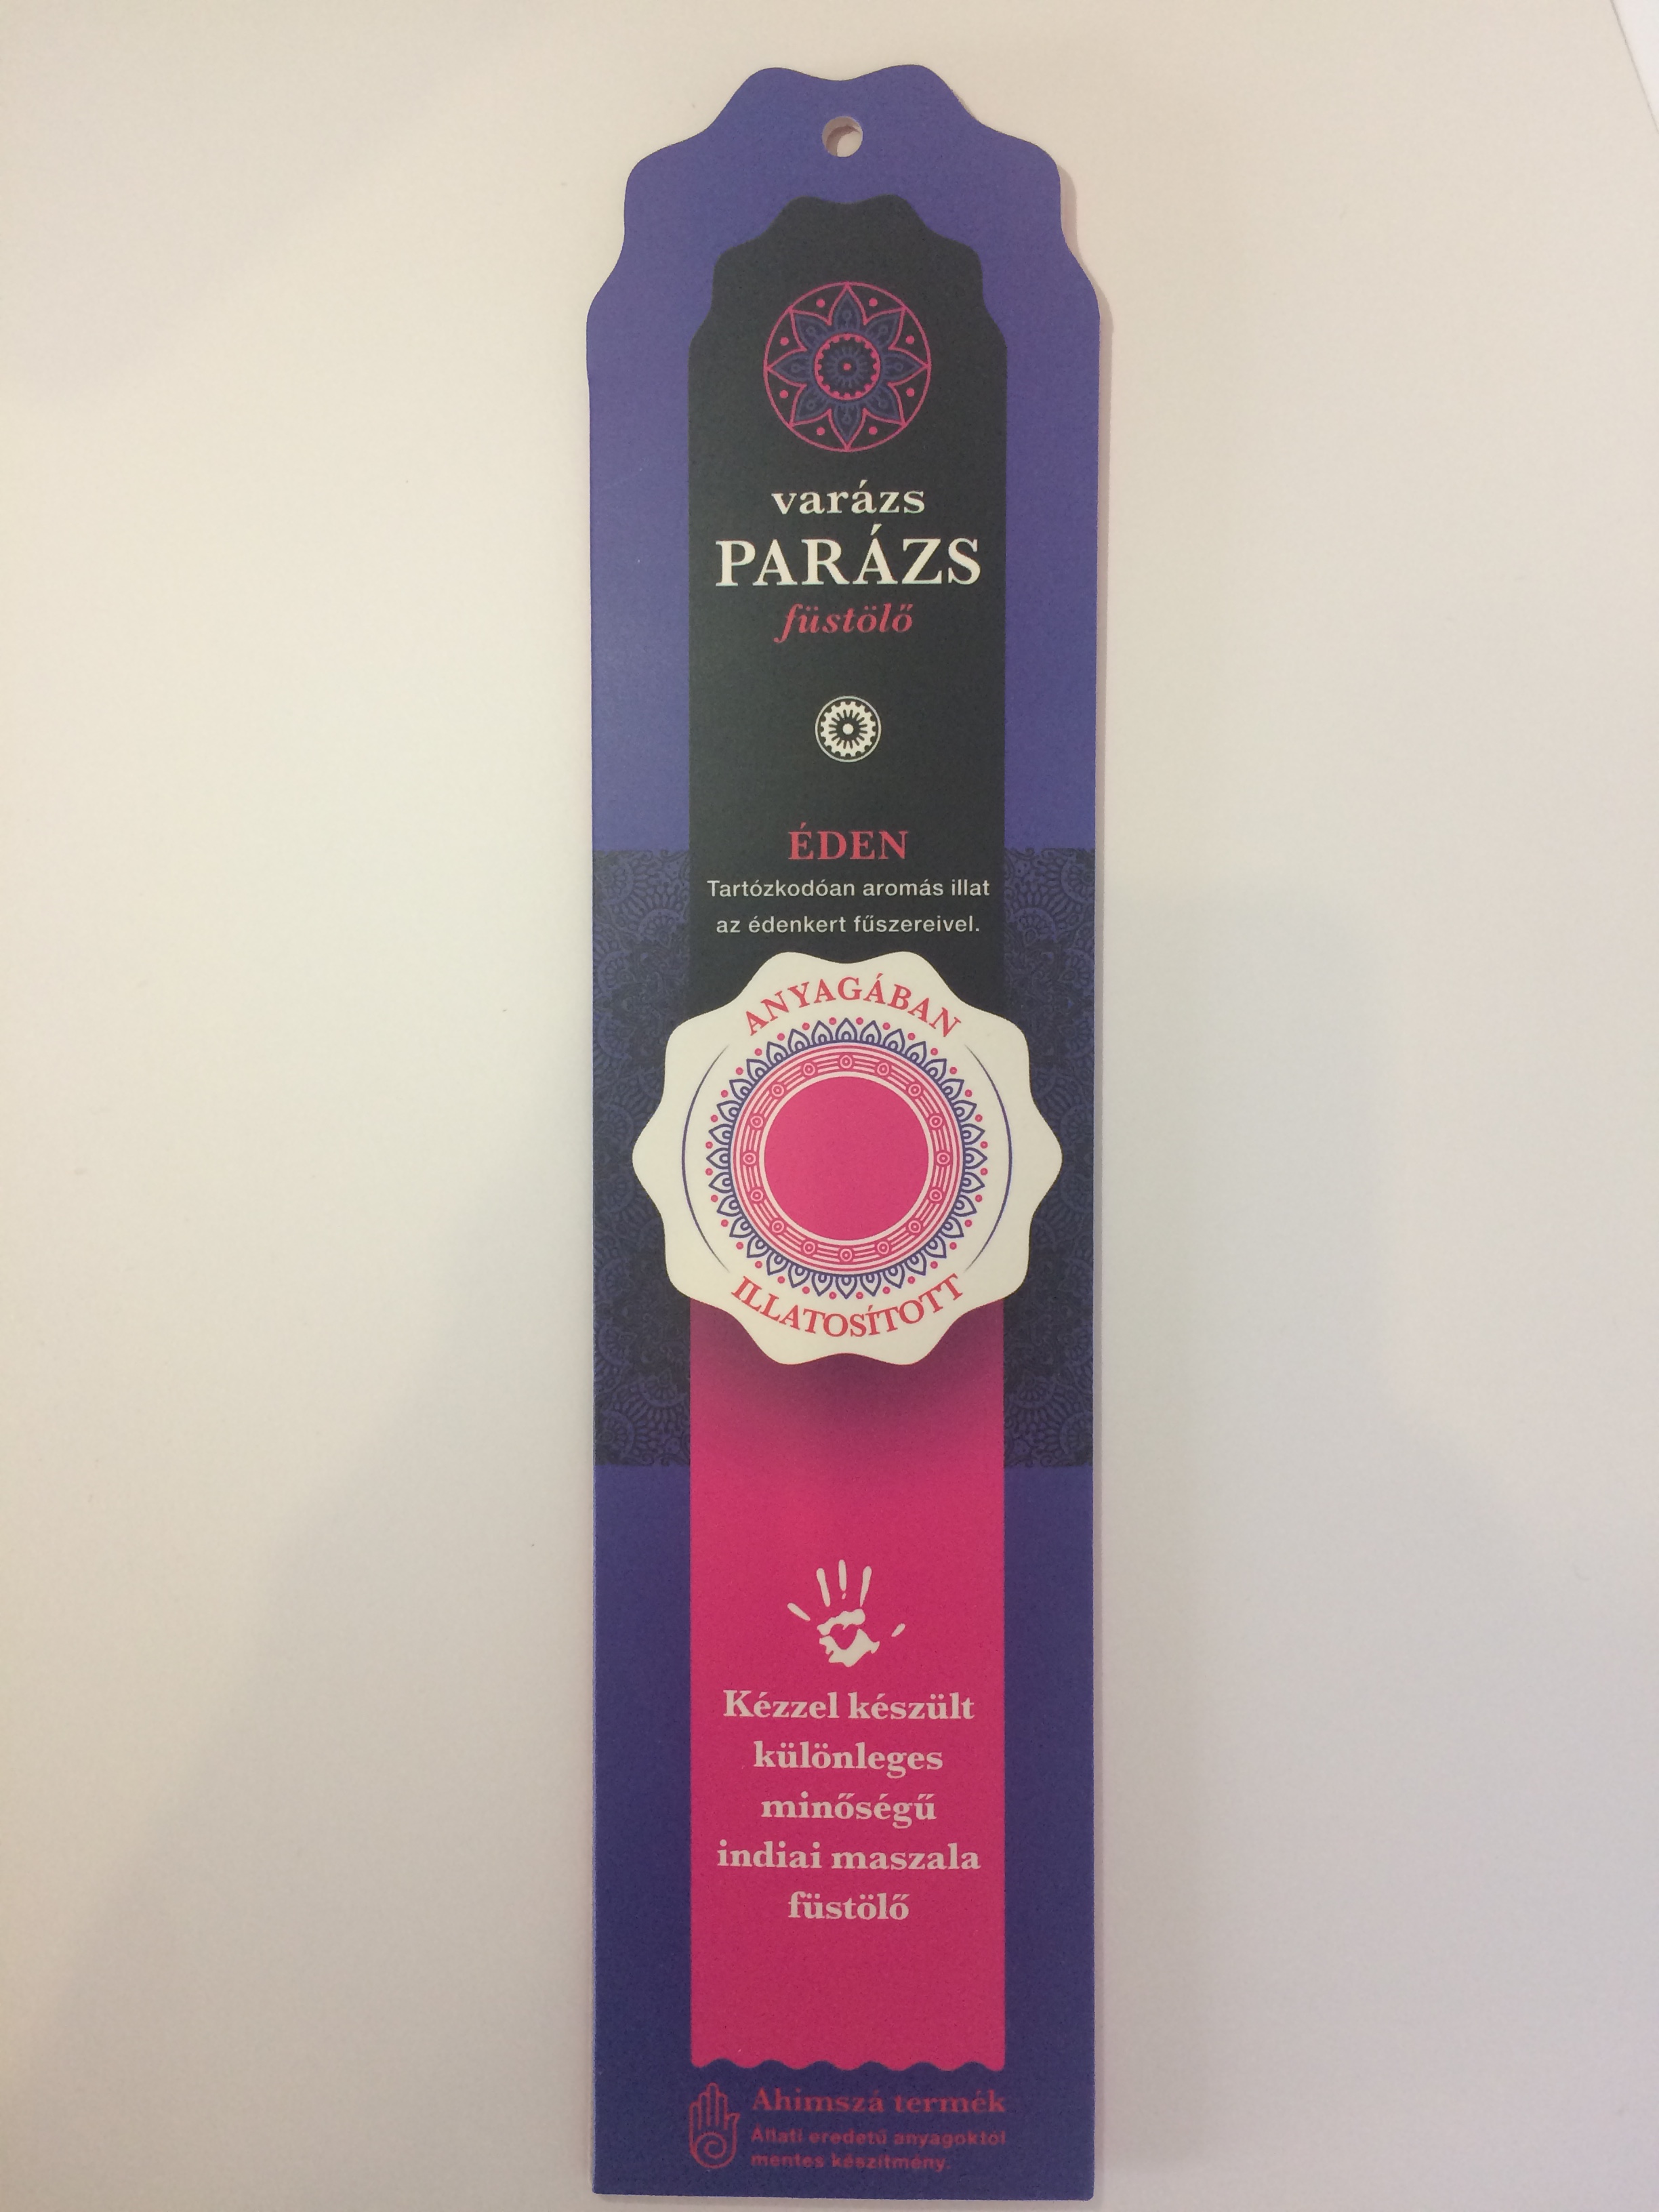 varázs
PARÁZS
füstölő
ÉDEN
Tartózkodóan aromás illat
az édenkert fűszereivel.
ANYAGÁBAN
ILLATOSÍTOTT
Kézzel készült
különleges
minőségű
indiai maszala
füstölő
Ahimszá termék
Állati eredetű anyagoktól
mentes készítmény.